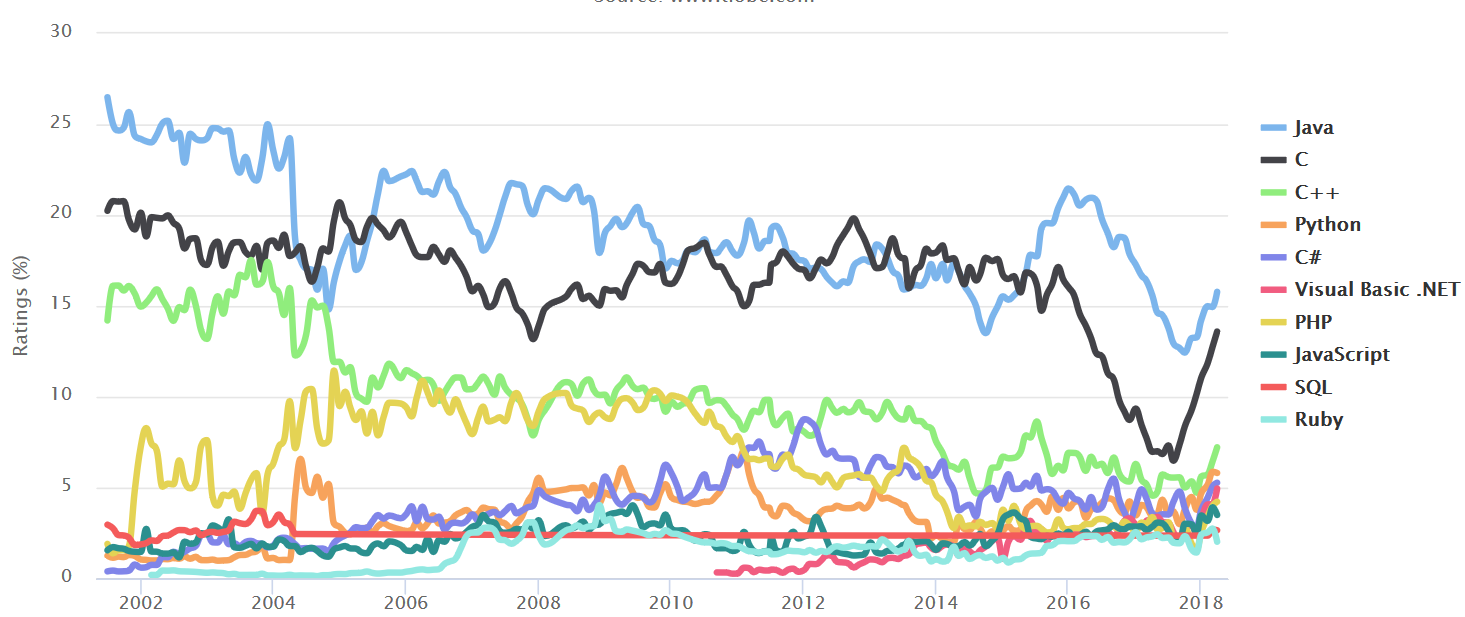 30
25
20
15
10
5
0
Ratings (%)
2002 2004 2006 2008 2010 2012 2014 2016 2018
Java
C
C++
Python
C#
Visual Basic .NET
PHP
JavaScript
SQL
Ruby